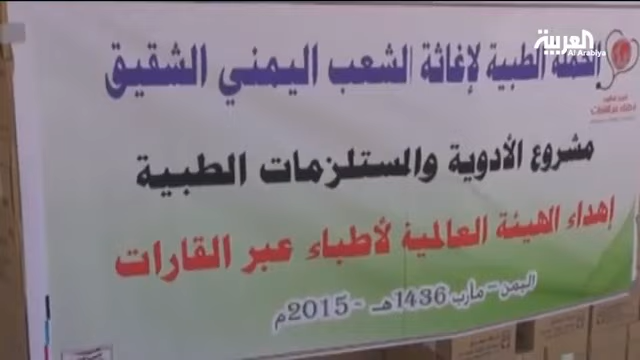 العربية
Al Arabiya
الحملة الطبية لإغاثة الشعب اليمني الشقيق
مشروع الأدوية والمستلزمات الطبية
إهداء الهيئة العالمية لأطباء عبر القارات
اليمن - مارب 1436هـ - 2015م